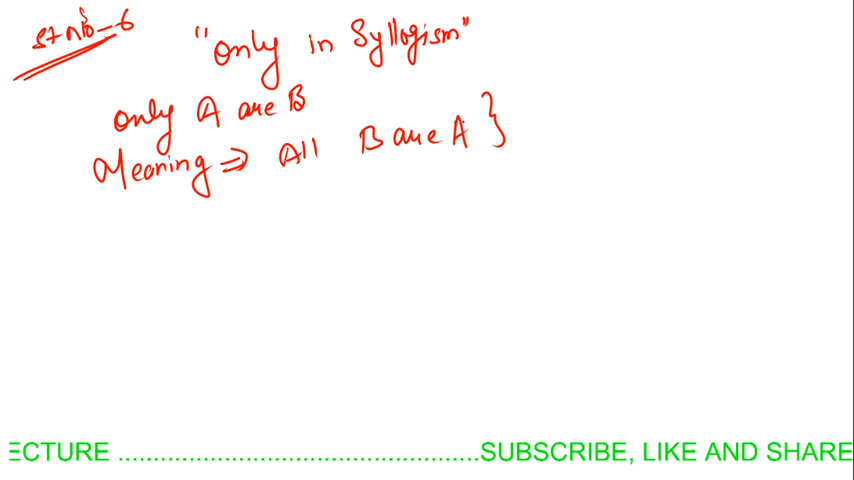 "Only in Syllogism"
Only A are B
Meaning ⇒ All B are A }
ECTURE ..................................................SUBSCRIBE, LIKE AND SHARE